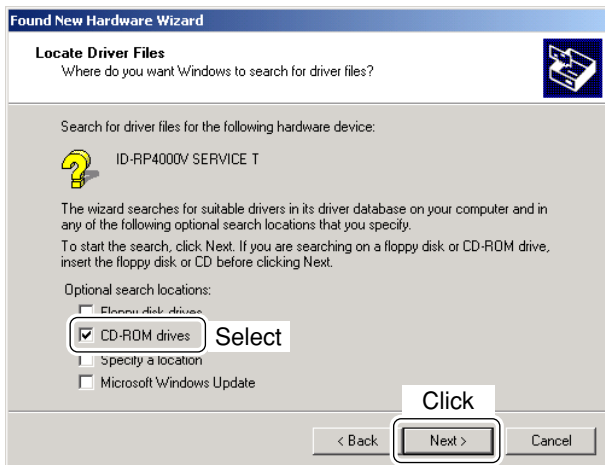 Found New Hardware Wizard
Locate Driver Files
Where do you want Windows to search for driver files?
Search for driver files for the following hardware device:
ID-RP4000V SERVICE T
The wizard searches for suitable drivers in its driver database on your computer and in
any of the following optional search locations that you specify.
To start the search, click Next. If you are searching on a floppy disk or CD-ROM drive,
insert the floppy disk or CD before clicking Next.
Optional search locations:
Floppy disk drives
CD-ROM drives Select
Specify a location
Microsoft Windows Update
Click
< Back Next > Cancel